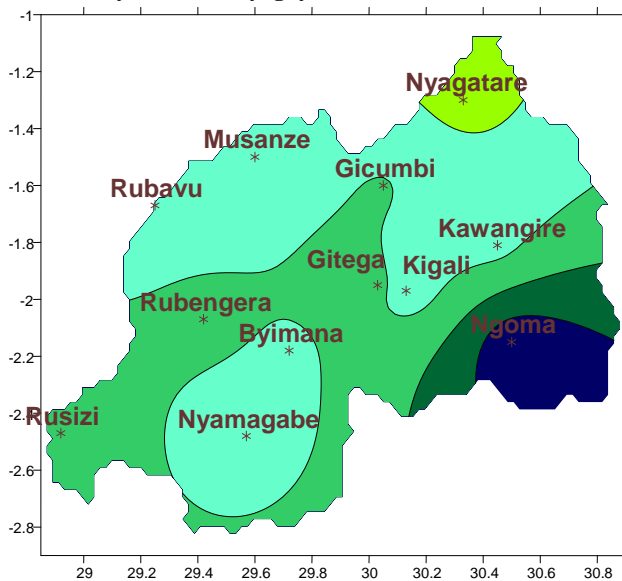 -1
-1.2
Nyagatare
-1.4
Musanze
Gicumbi
-1.6
Rubavu
Kawangire
-1.8
Gitega
Kigali
-2
Rubengera
Ngoma
Byimana
-2.2
-2.4
Rusizi
Nyamagabe
-2.6
-2.8
29 29.2 29.4 29.6 29.8 30 30.2 30.4 30.6 30.8